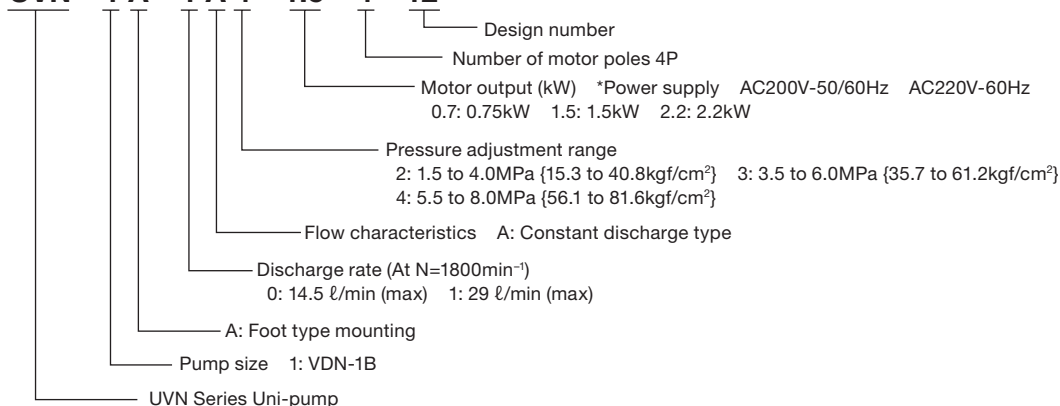 Design number
Number of motor poles 4P
Motor output (kW) *Power supply AC200V-50/60Hz AC220V-60Hz
0.7: 0.75kW 1.5: 1.5kW 2.2: 2.2kW
Pressure adjustment range
2: 1.5 to 4.0MPa {15.3 to 40.8kgf/cm²} 3: 3.5 to 6.0MPa {35.7 to 61.2kgf/cm²}
4: 5.5 to 8.0MPa {56.1 to 81.6kgf/cm²}
Flow characteristics A: Constant discharge type
Discharge rate (At N=1800min⁻¹)
0: 14.5 ℓ/min (max) 1: 29 ℓ/min (max)
A: Foot type mounting
Pump size 1: VDN-1B
UVN Series Uni-pump